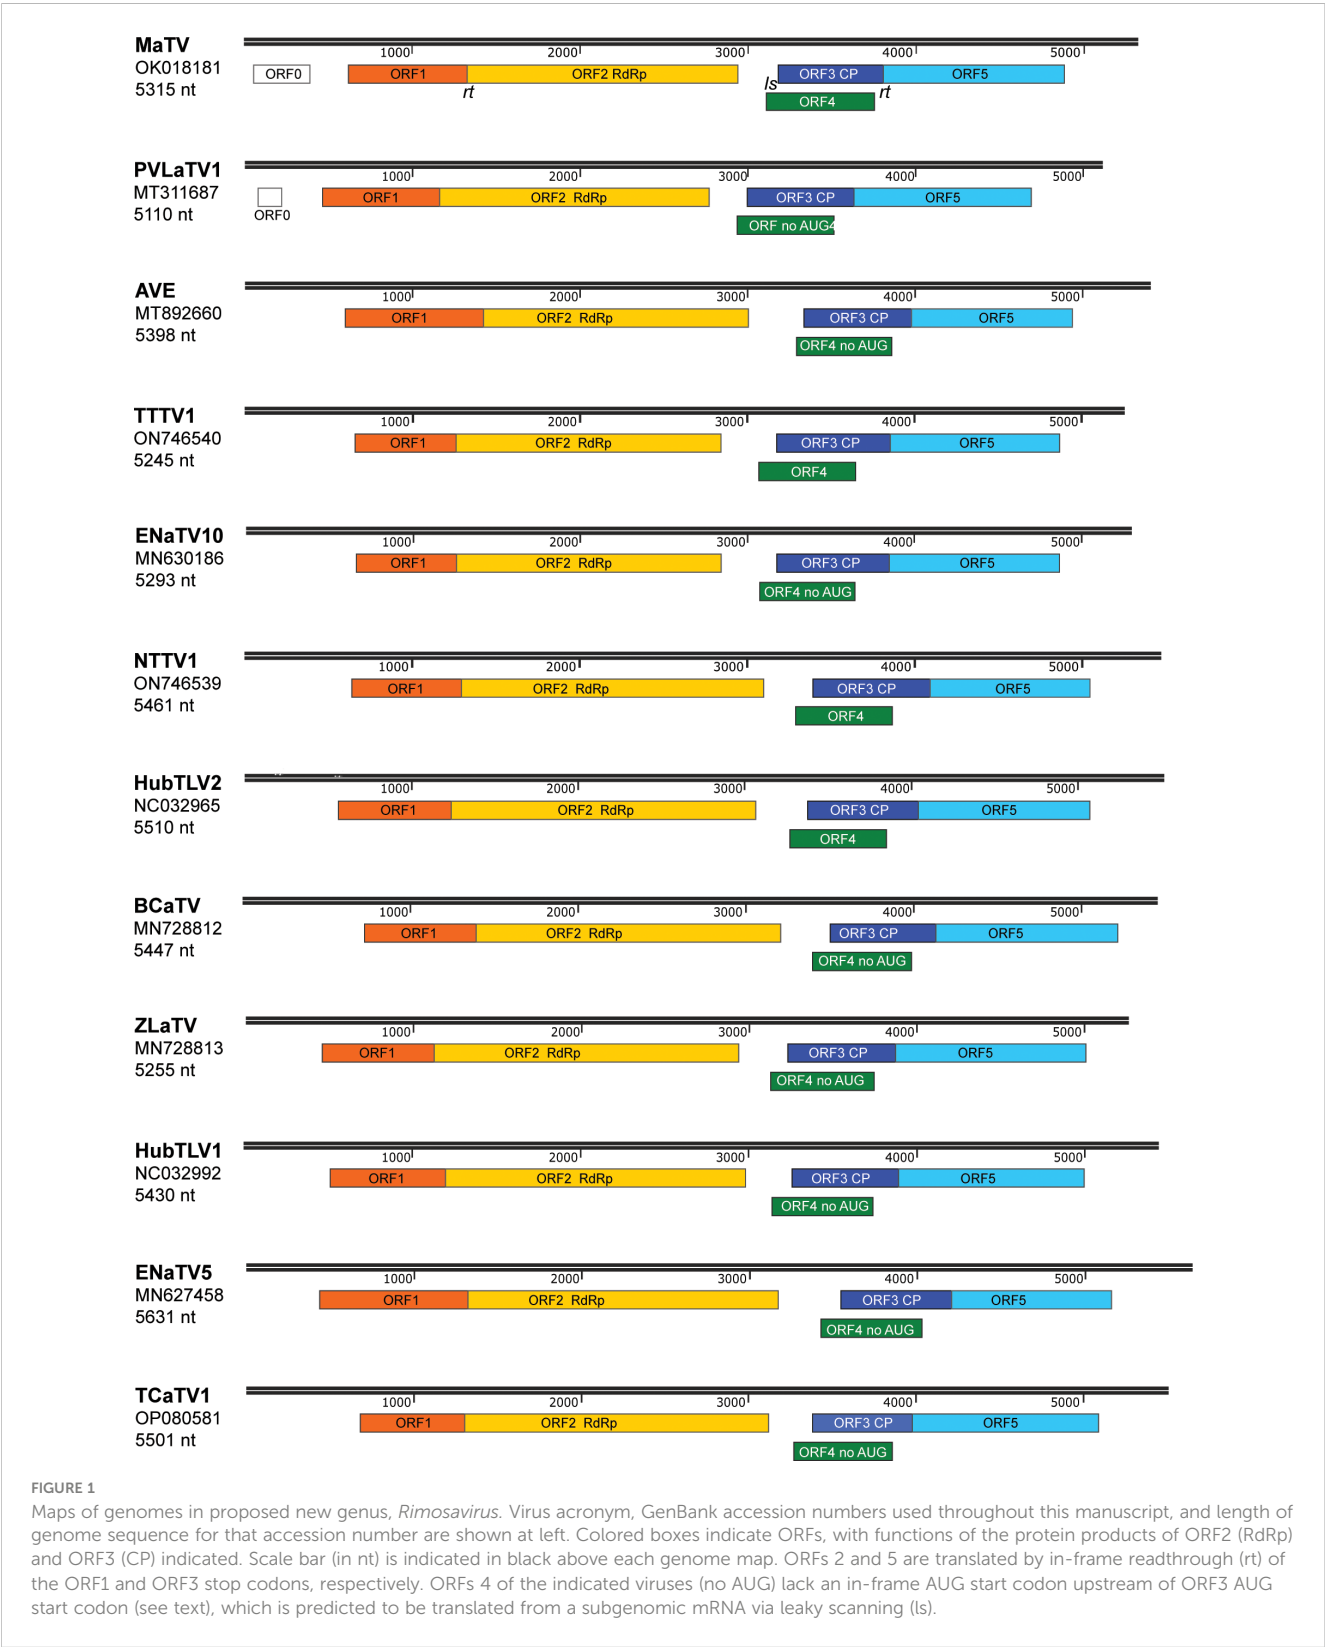 MaTV
OK018181
5315 nt
1000 2000 3000 4000 5000
ORF0 ORF1 ORF2 RdRp ORF3 CP ORF5
rt ls rt
ORF4
PVLaTV1
MT311687
5110 nt
1000 2000 3000 4000 5000
ORF1 ORF2 RdRp ORF3 CP ORF5
ORF0 ORF no AUG4
AVE
MT892660
5398 nt
1000 2000 3000 4000 5000
ORF1 ORF2 RdRp ORF3 CP ORF5
ORF4 no AUG
TTTV1
ON746540
5245 nt
1000 2000 3000 4000 5000
ORF1 ORF2 RdRp ORF3 CP ORF5
ORF4
ENaTV10
MN630186
5293 nt
1000 2000 3000 4000 5000
ORF1 ORF2 RdRp ORF3 CP ORF5
ORF4 no AUG
NTTV1
ON746539
5461 nt
1000 2000 3000 4000 5000
ORF1 ORF2 RdRp ORF3 CP ORF5
ORF4
HubTLV2
NC032965
5510 nt
1000 2000 3000 4000 5000
ORF1 ORF2 RdRp ORF3 CP ORF5
ORF4
BCaTV
MN728812
5447 nt
1000 2000 3000 4000 5000
ORF1 ORF2 RdRp ORF3 CP ORF5
ORF4 no AUG
ZLaTV
MN728813
5255 nt
1000 2000 3000 4000 5000
ORF1 ORF2 RdRp ORF3 CP ORF5
ORF4 no AUG
HubTLV1
NC032992
5430 nt
1000 2000 3000 4000 5000
ORF1 ORF2 RdRp ORF3 CP ORF5
ORF4 no AUG
ENaTV5
MN627458
5631 nt
1000 2000 3000 4000 5000
ORF1 ORF2 RdRp ORF3 CP ORF5
ORF4 no AUG
TCaTV1
OP080581
5501 nt
1000 2000 3000 4000 5000
ORF1 ORF2 RdRp ORF3 CP ORF5
ORF4 no AUG
FIGURE 1
Maps of genomes in proposed new genus, Rimosavirus. Virus acronym, GenBank accession numbers used throughout this manuscript, and length of
genome sequence for that accession number are shown at left. Colored boxes indicate ORFs, with functions of the protein products of ORF2 (RdRp)
and ORF3 (CP) indicated. Scale bar (in nt) is indicated in black above each genome map. ORFs 2 and 5 are translated by in-frame readthrough (rt) of
the ORF1 and ORF3 stop codons, respectively. ORFs 4 of the indicated viruses (no AUG) lack an in-frame AUG start codon upstream of ORF3 AUG
start codon (see text), which is predicted to be translated from a subgenomic mRNA via leaky scanning (ls).